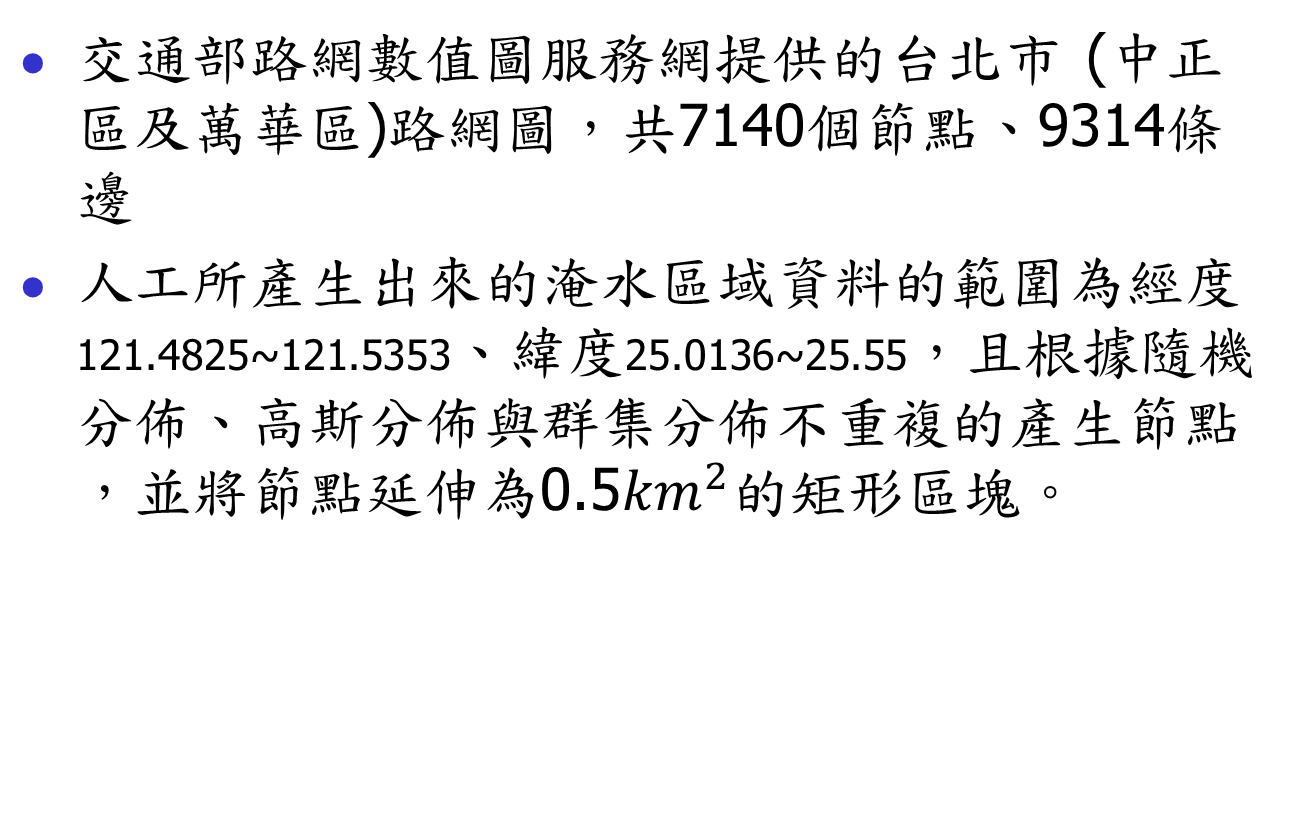 • 交通部路網數值圖服務網提供的台北市 (中正
區及萬華區)路網圖，共7140個節點、9314條
邊
• 人工所產生出來的淹水區域資料的範圍為經度
121.4825~121.5353、緯度25.0136~25.55，且根據隨機
分佈、高斯分佈與群集分佈不重複的產生節點
，並將節點延伸為0.5km²的矩形區塊。